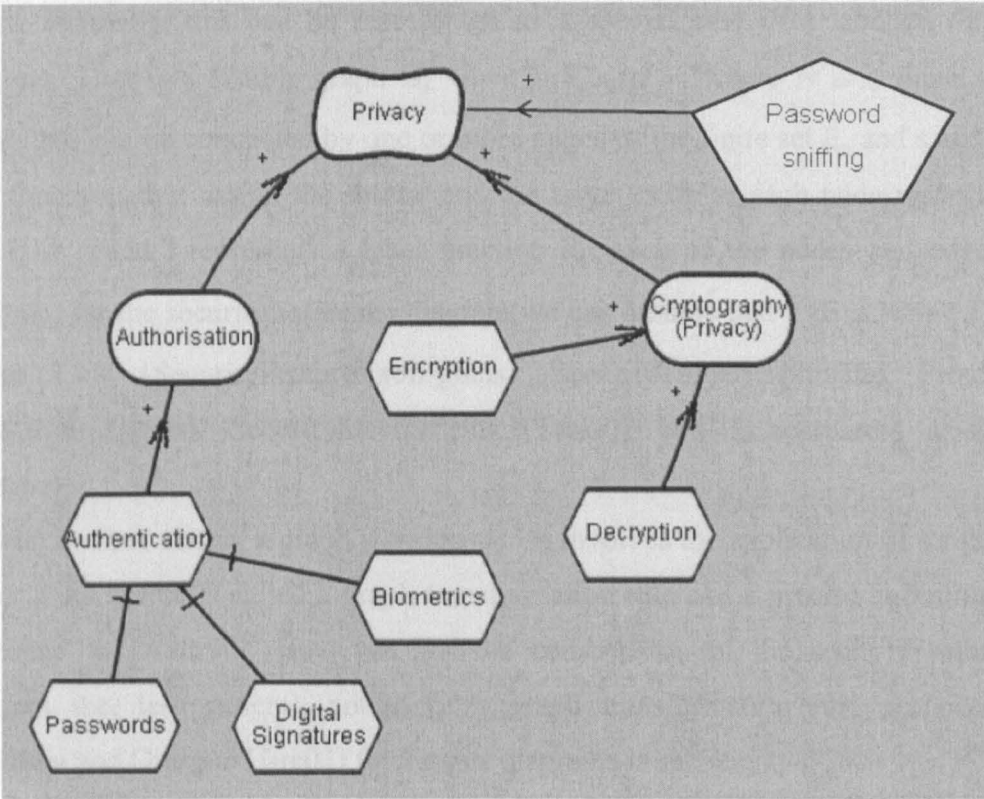 Privacy
+
Password
sniffing
+
+
Authorisation
Encryption
+
Cryptography
(Privacy)
+
+
Authentication
Decryption
Biometrics
Passwords
Digital
Signatures